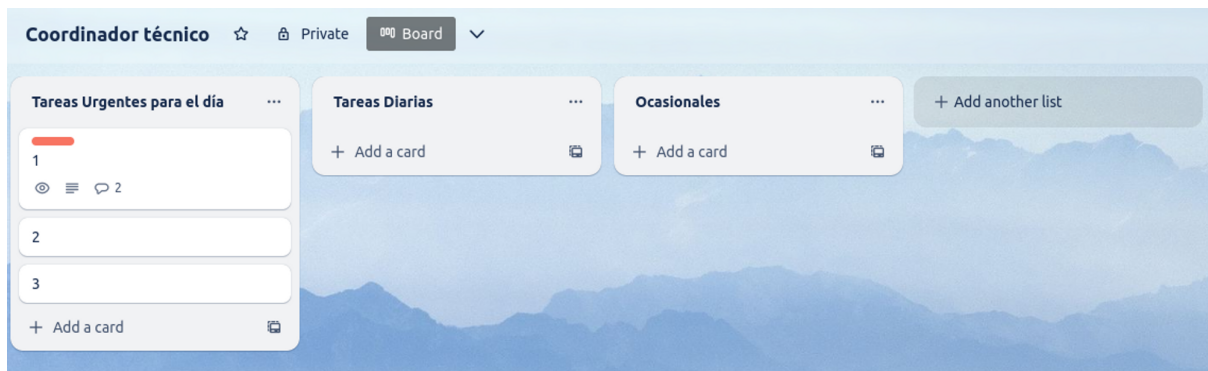 Coordinador técnico Private Board
Tareas Urgentes para el día
1
2
2
3
+ Add a card
Tareas Diarias
+ Add a card
Ocasionales
+ Add a card
+ Add another list